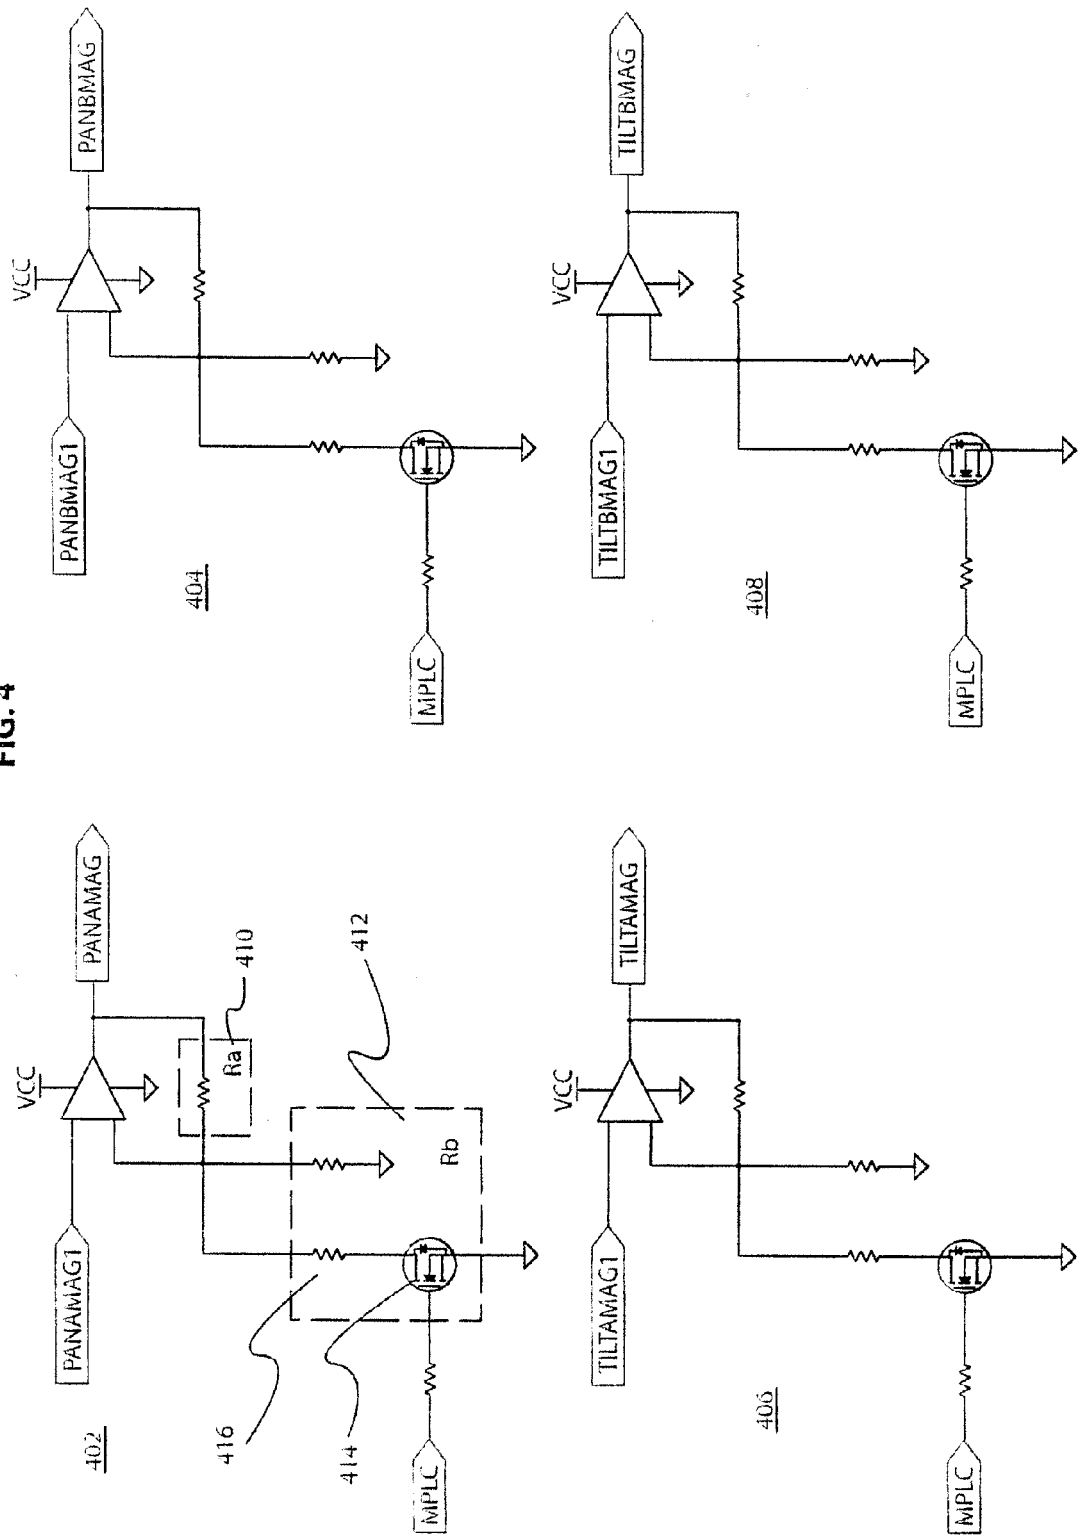 FIG. 4
402
PANAMAG1
VCC
PANAMAG
Ra
410
412
Rb
416
414
MPLC
404
PANBMAG1
VCC
PANBMAG
MPLC
406
TILTAMAG1
VCC
TILTAMAG
MPLC
408
TILTBMAG1
VCC
TILTBMAG
MPLC